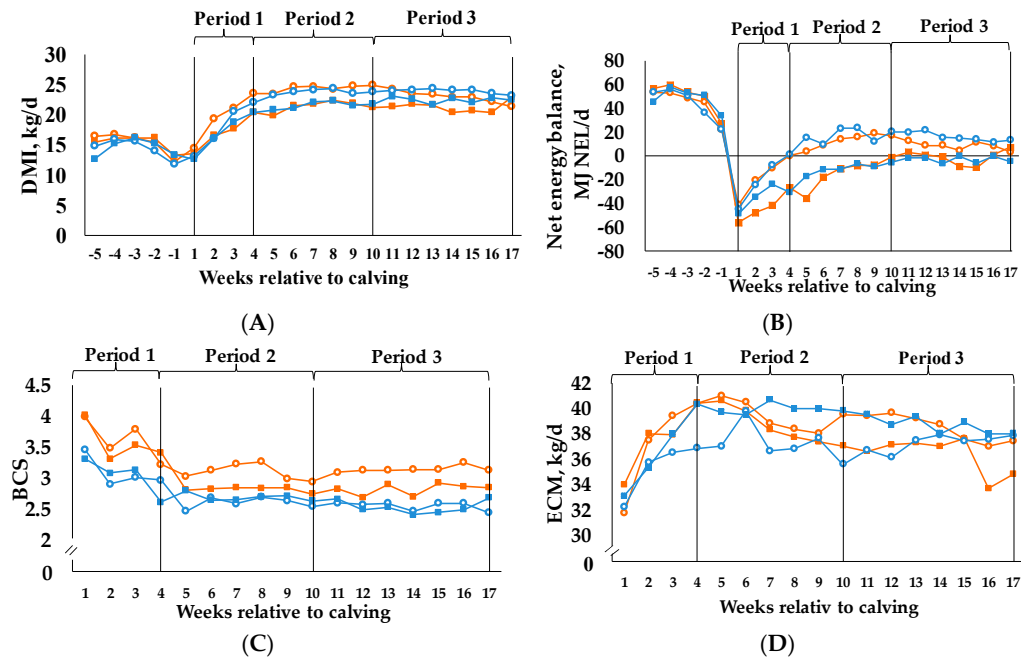 Period 1 Period 2 Period 3
DMI, kg/d
30
25
20
15
10
5
0
-5 -4 -3 -2 -1 1 2 3 4 5 6 7 8 9 10 11 12 13 14 15 16 17
Weeks relative to calving
(A)
Period 1 Period 2 Period 3
Net energy balance,
MJ NEL/d
80
60
40
20
0
-20
-40
-60
-80
-5 -4 -3 -2 -1 1 2 3 4 5 6 7 8 9 10 11 12 13 14 15 16 17
Weeks relative to calving
(B)
Period 1 Period 2 Period 3
BCS
4.5
4
3.5
3
2.5
2
0
1 2 3 4 5 6 7 8 9 10 11 12 13 14 15 16 17
Weeks relative to calving
(C)
Period 1 Period 2 Period 3
ECM, kg/d
42
40
38
36
34
32
30
0
1 2 3 4 5 6 7 8 9 10 11 12 13 14 15 16 17
Weeks relativ to calving
(D)